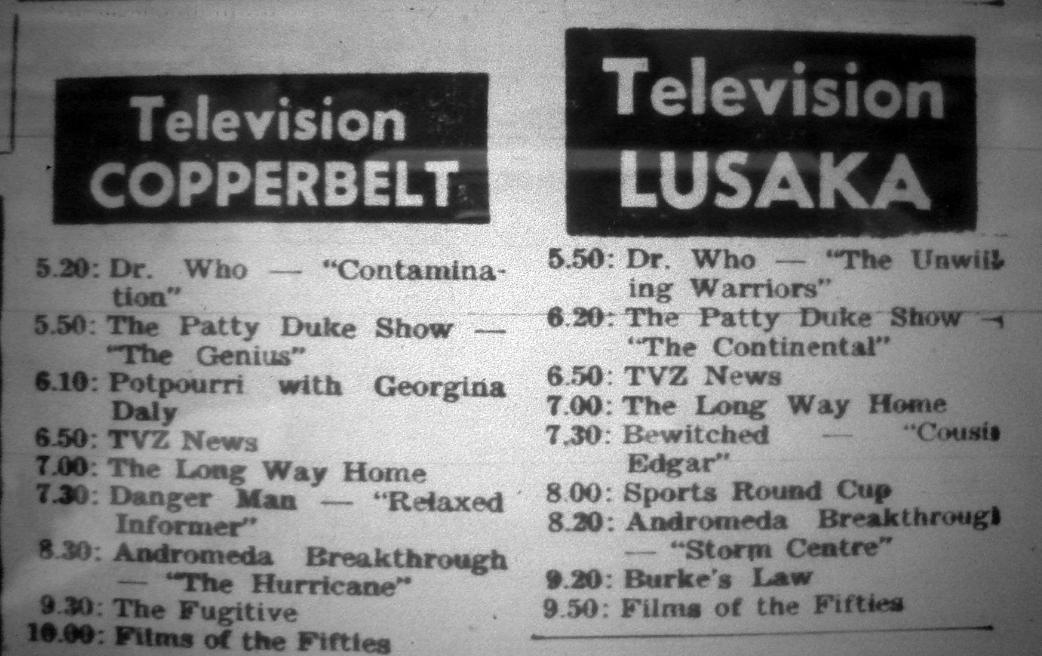 Television
COPPERBELT
5.20: Dr. Who — "Contamina-
tion"
5.50: The Patty Duke Show —
"The Genius"
6.10: Potpourri with Georgina
Daly
6.50: TVZ News
7.00: The Long Way Home
7.30: Danger Man — "Relaxed
Informer"
8.30: Andromeda Breakthrough
— "The Hurricane"
9.30: The Fugitive
10.00: Films of the Fifties
Television
LUSAKA
5.50: Dr. Who — "The Unwill-
ing Warriors"
6.20: The Patty Duke Show —
"The Continental"
6.50: TVZ News
7.00: The Long Way Home
7.30: Bewitched — "Cousin
Edgar"
8.00: Sports Round Cup
8.20: Andromeda Breakthrough
— "Storm Centre"
9.20: Burke's Law
9.50: Films of the Fifties